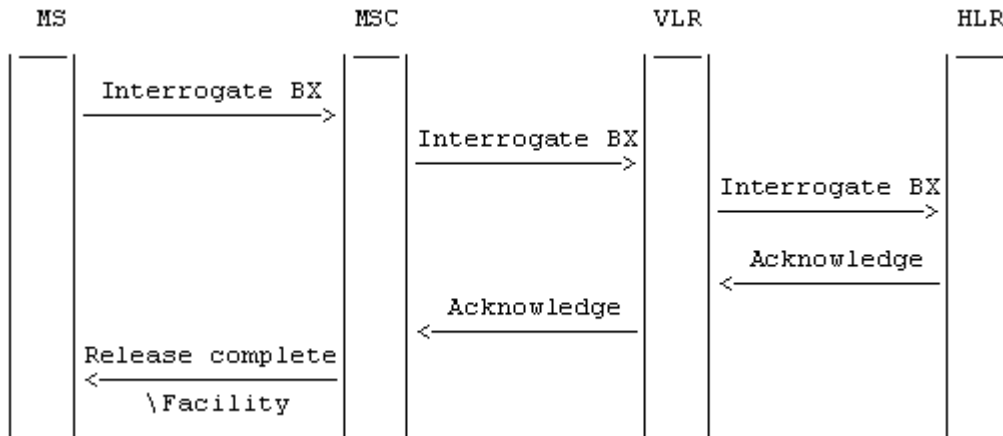 MS MSC VLR HLR
Interrogate BX
Interrogate BX
Interrogate BX
Acknowledge
Acknowledge
Release complete
\Facility